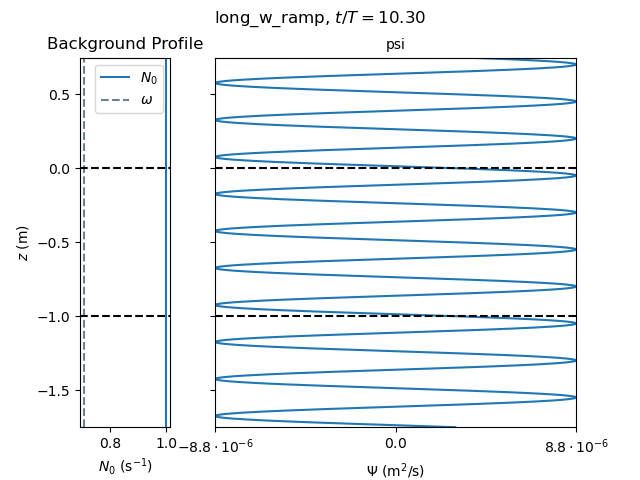 long_w_ramp, t/T = 10.30
Background Profile
psi
N₀
ω
0.5
0.0
−0.5
−1.0
−1.5
z (m)
0.8
1.0
−8.8 · 10⁻⁶
0.0
8.8 · 10⁻⁶
N₀ (s⁻¹)
Ψ (m²/s)